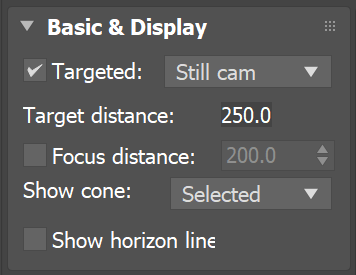 Basic & Display
Targeted: Still cam
Target distance: 250.0
Focus distance: 200.0
Show cone: Selected
Show horizon line